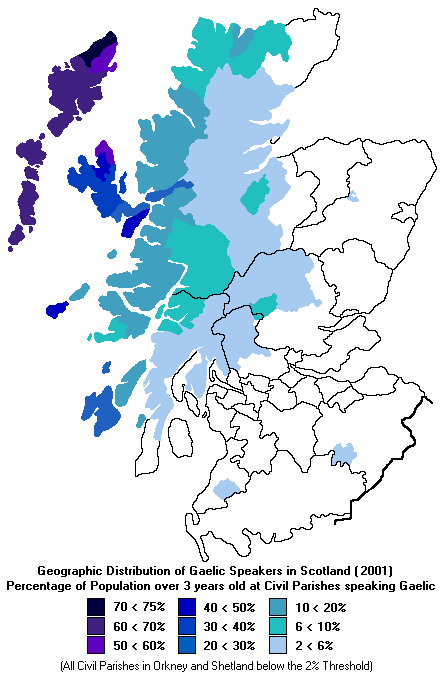 Geographic Distribution of Gaelic Speakers in Scotland (2001)
Percentage of Population over 3 years old at Civil Parishes speaking Gaelic
70 < 75% 40 < 50% 10 < 20%
60 < 70% 30 < 40% 6 < 10%
50 < 60% 20 < 30% 2 < 6%
(All Civil Parishes in Orkney and Shetland below the 2% Threshold)